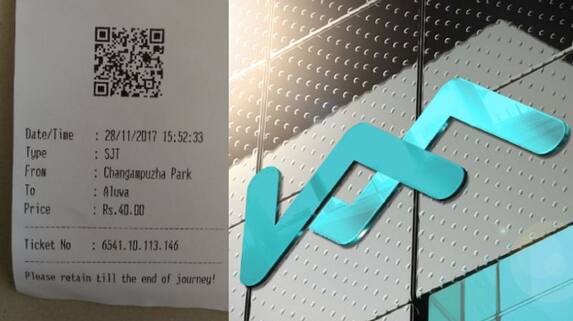 Date/Time : 28/11/2017 15:52:33
Type : SJT
From : Changampuzha Park
To : Aluva
Price : Rs.40.00
Ticket No : 6541.10.113.146
Please retain till the end of journey!